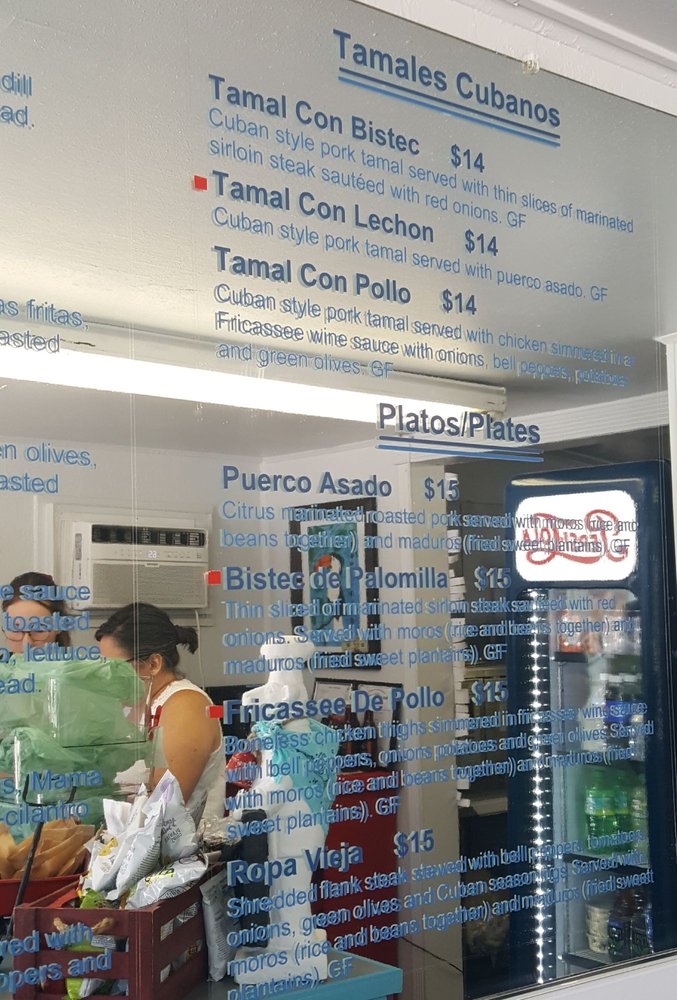 dill
ad.
as fritas,
asted
en olives,
asted
e sauce
toasted
o, lettuce,
ead.
s. Mama
-cilantro
ered with
ppers and
Tamales Cubanos
Tamal Con Bistec $14
Cuban style pork tamal served with thin slices of marinated
sirloin steak sautéed with red onions. GF
Tamal Con Lechon $14
Cuban style pork tamal served with puerco asado. GF
Tamal Con Pollo $14
Cuban style pork tamal served with chicken simmered in a
Fricassee wine sauce with onions, bell peppers, potatoes
and green olives. GF
Platos/Plates
Puerco Asado $15
Citrus marinated roasted pork served with moros (rice and
beans together) and maduros (fried sweet plantains). GF
Bistec de Palomilla $15
Thin sliced of marinated sirloin steak sauteed with red
onions. Served with moros (rice and beans together) and
maduros (fried sweet plantains). GF
Fricassee De Pollo $15
Boneless chicken thighs simmered in fricassee wine sauce
with bell peppers, onions potatoes and green olives Served
with moros (rice and beans together) and maduros (fried
sweet plantains). GF
Ropa Vieja $15
Shredded flank steak stewed with bell peppers, tomatoes,
onions, green olives and Cuban seasonings. Served with
moros (rice and beans together) and maduros (fried sweet
plantains). GF